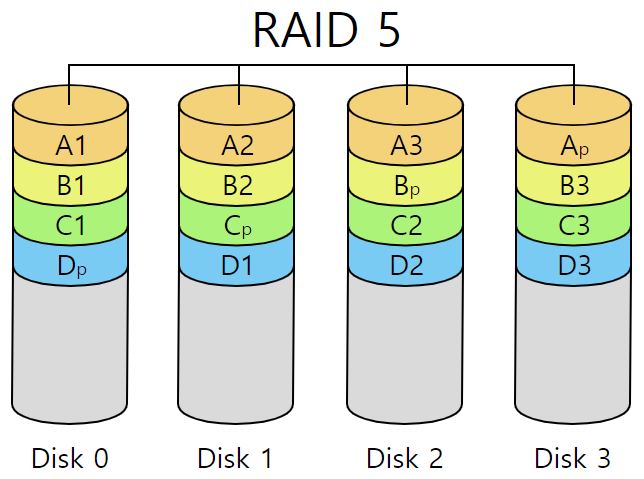 RAID 5
A1 A2 A3 Ap
B1 B2 Bp B3
C1 Cp C2 C3
Dp D1 D2 D3
Disk 0 Disk 1 Disk 2 Disk 3